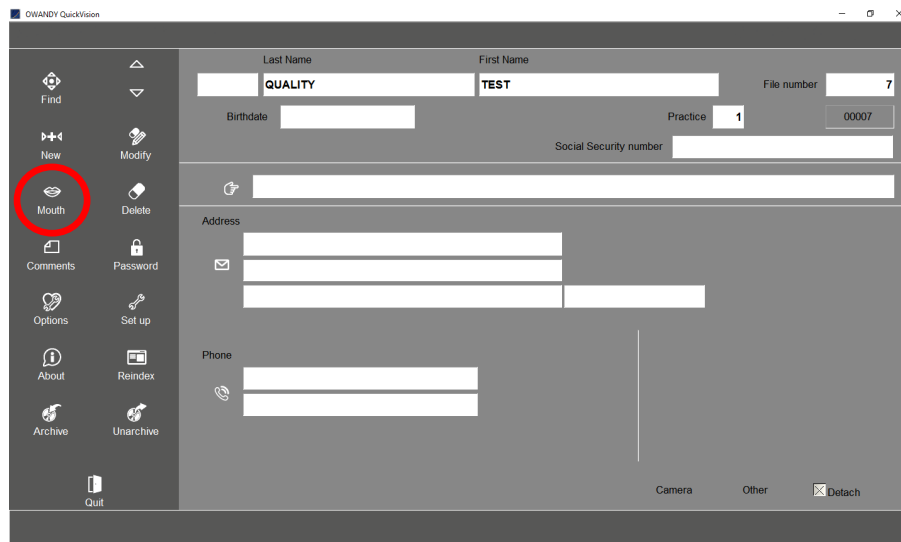 OWANDY QuickVision
Last Name First Name
QUALITY TEST File number 7
Birthdate Practice 1 00007
Social Security number
Find
New Modify
Mouth Delete
Comments Password
Options Set up
About Reindex
Archive Unarchive
Quit
Address
Phone
Camera Other Detach